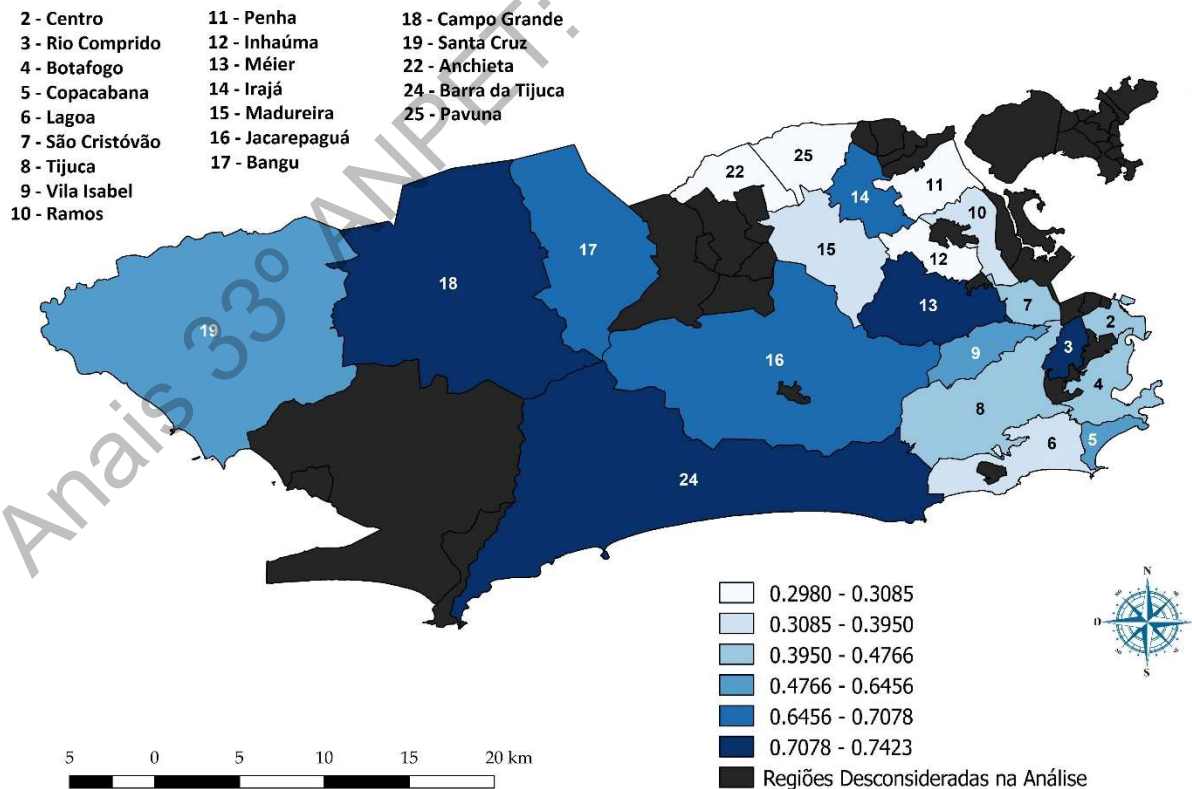 2 - Centro
3 - Rio Comprido
4 - Botafogo
5 - Copacabana
6 - Lagoa
7 - São Cristóvão
8 - Tijuca
9 - Vila Isabel
10 - Ramos
11 - Penha
12 - Inhaúma
13 - Méier
14 - Irajá
15 - Madureira
16 - Jacarepaguá
17 - Bangu
18 - Campo Grande
19 - Santa Cruz
22 - Anchieta
24 - Barra da Tijuca
25 - Pavuna
Anais 33º ANPET:
25
22
11
14
10
15
17
12
18
13
7
2
19
3
9
16
4
8
5
6
24
0.2980 - 0.3085
0.3085 - 0.3950
0.3950 - 0.4766
0.4766 - 0.6456
0.6456 - 0.7078
0.7078 - 0.7423
Regiões Desconsideradas na Análise
N
O
S
5 0 5 10 15 20 km